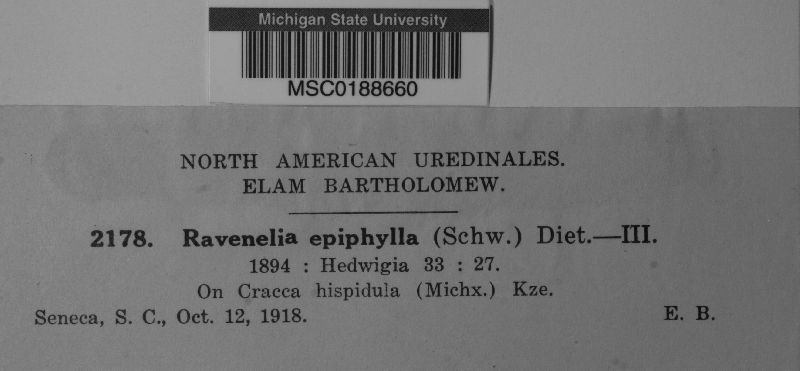 Michigan State University
MSC0188660
NORTH AMERICAN UREDINALES.
ELAM BARTHOLOMEW.
2178. Ravenelia epiphylla (Schw.) Diet.—III.
1894 : Hedwigia 33 : 27.
On Cracca hispidula (Michx.) Kze.
Seneca, S. C., Oct. 12, 1918. E. B.